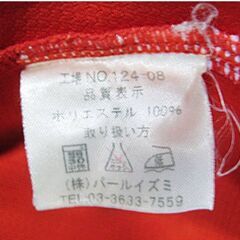 工場NO.124-08
品質表示
ポリエステル 100%
取り扱い方
(株)パールイズミ
TEL 03-3633-7559